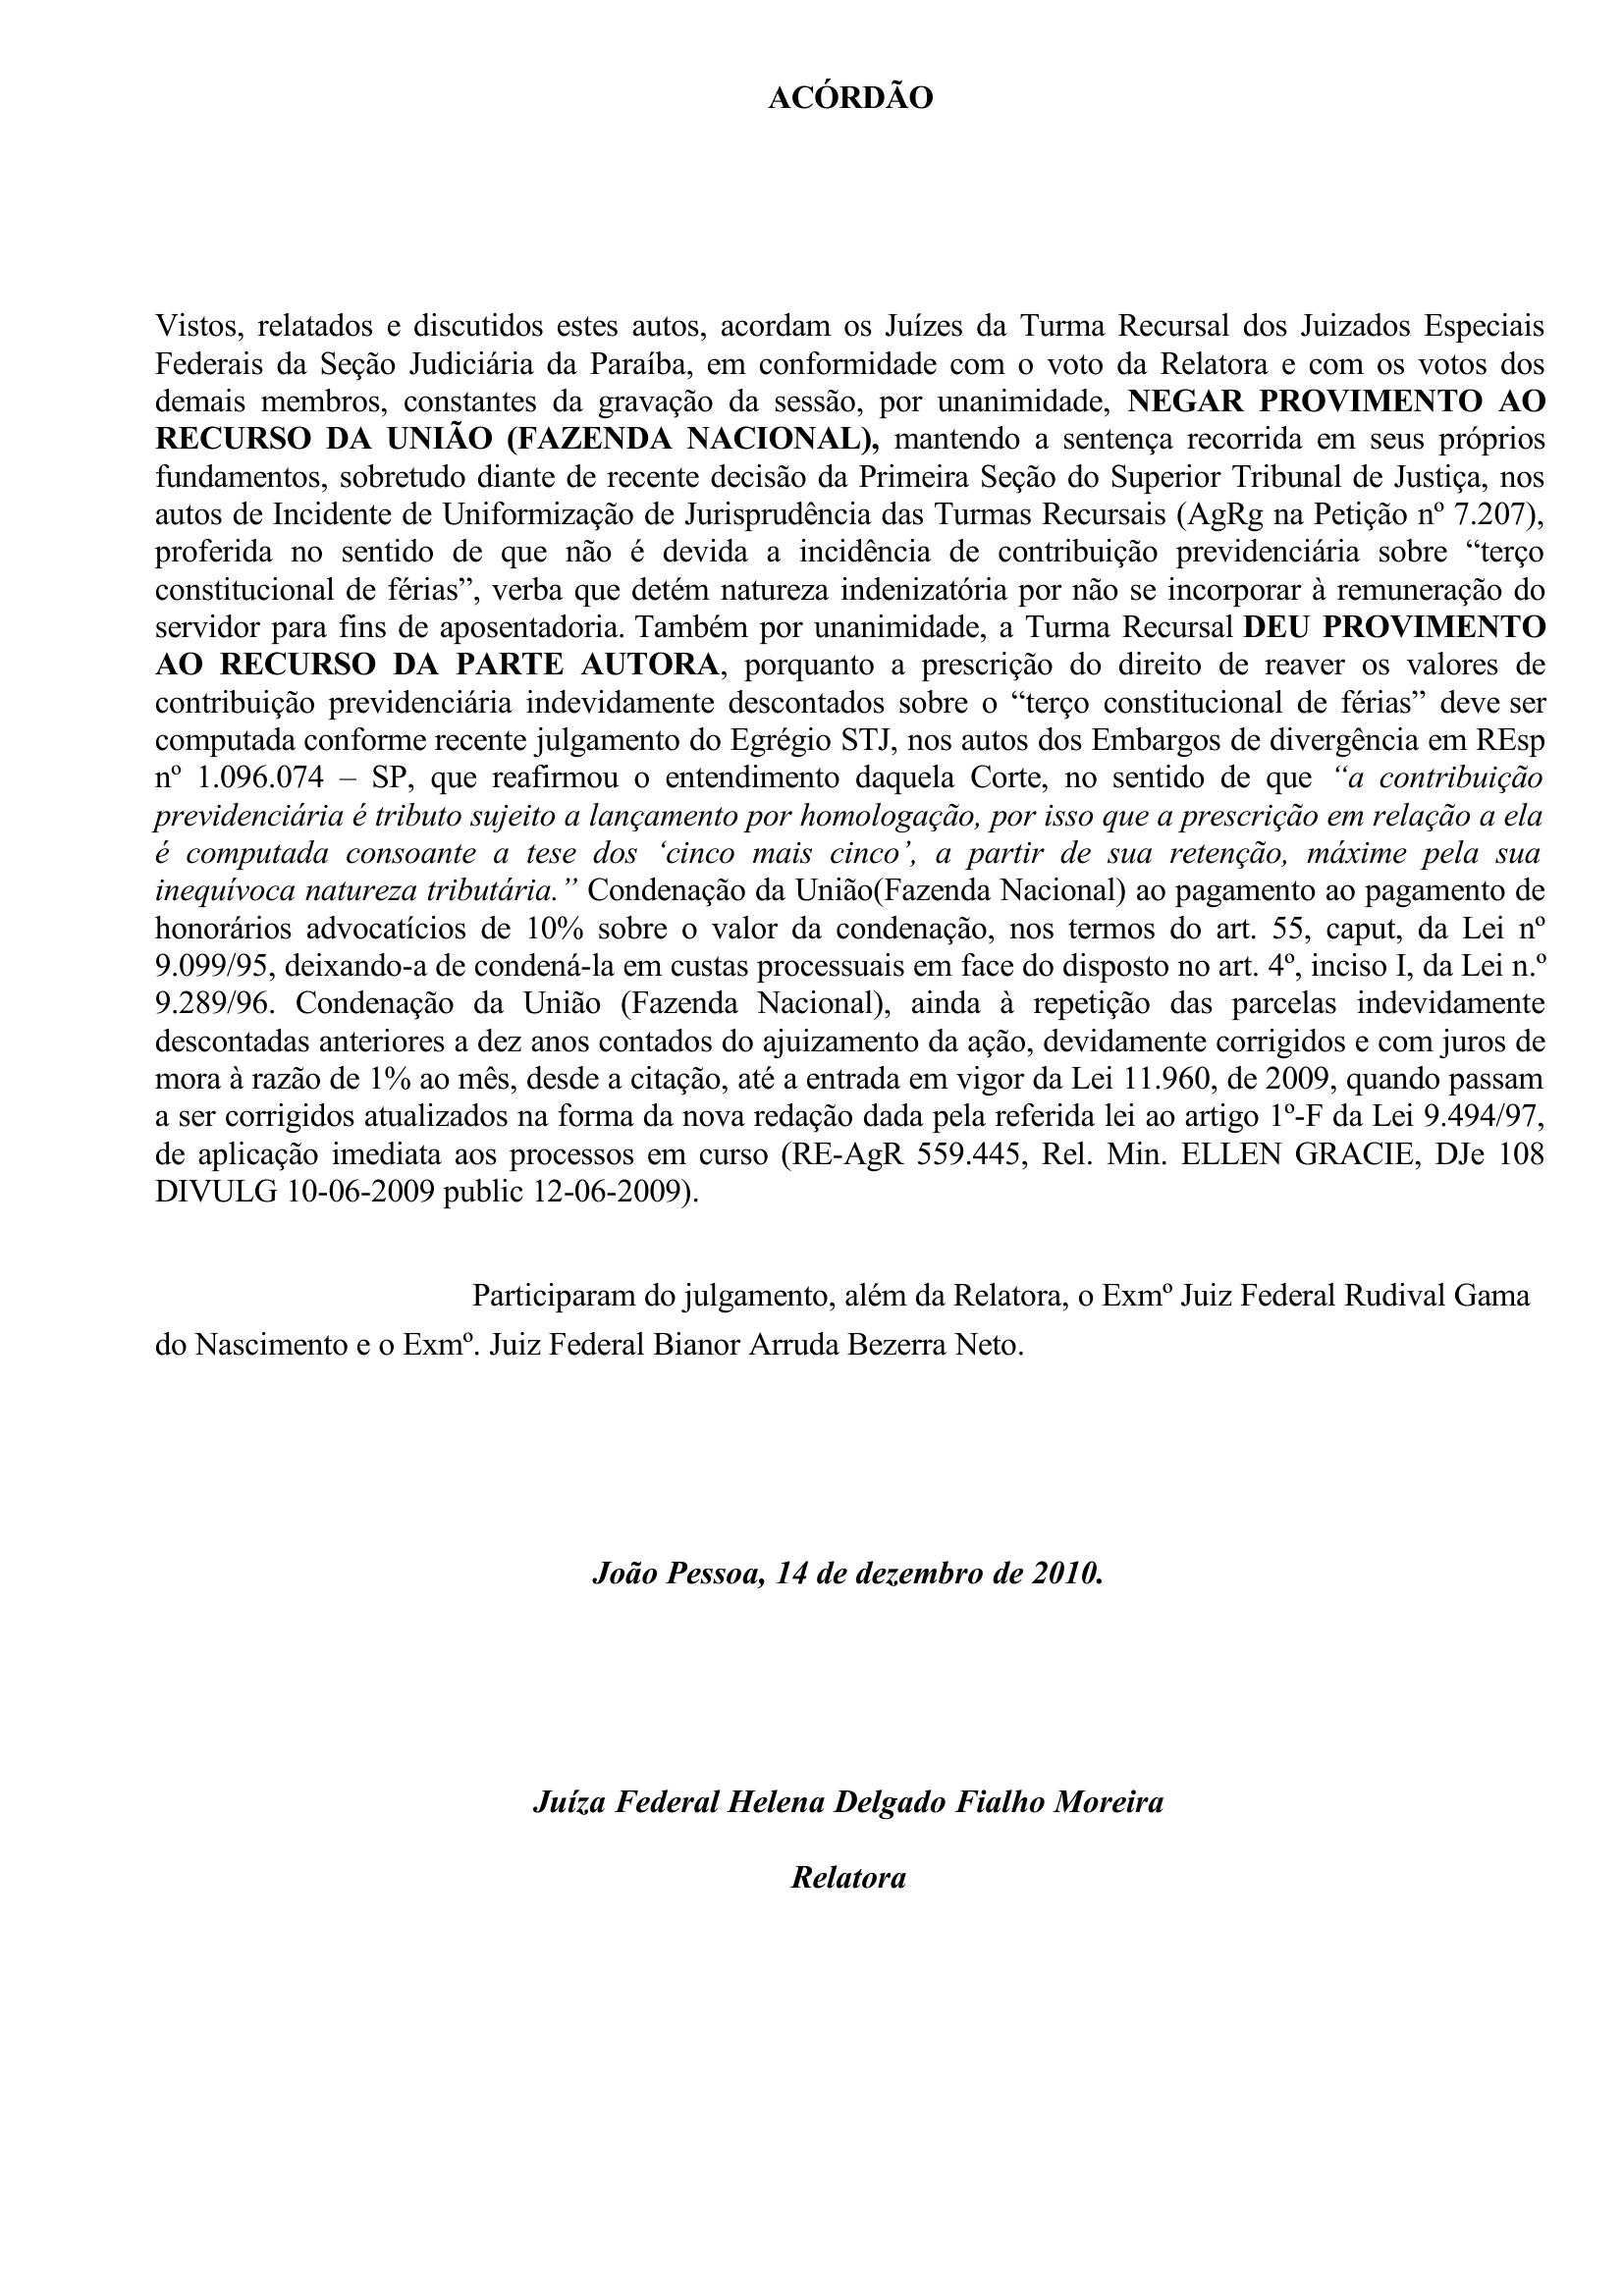 ACÓRDÃO
Vistos, relatados e discutidos estes autos, acordam os Juízes da Turma Recursal dos Juizados Especiais
Federais da Seção Judiciária da Paraíba, em conformidade com o voto da Relatora e com os votos dos
demais membros, constantes da gravação da sessão, por unanimidade, NEGAR PROVIMENTO AO
RECURSO DA UNIÃO (FAZENDA NACIONAL), mantendo a sentença recorrida em seus próprios
fundamentos, sobretudo diante de recente decisão da Primeira Seção do Superior Tribunal de Justiça, nos
autos de Incidente de Uniformização de Jurisprudência das Turmas Recursais (AgRg na Petição nº 7.207),
proferida no sentido de que não é devida a incidência de contribuição previdenciária sobre “terço
constitucional de férias”, verba que detém natureza indenizatória por não se incorporar à remuneração do
servidor para fins de aposentadoria. Também por unanimidade, a Turma Recursal DEU PROVIMENTO
AO RECURSO DA PARTE AUTORA, porquanto a prescrição do direito de reaver os valores de
contribuição previdenciária indevidamente descontados sobre o “terço constitucional de férias” deve ser
computada conforme recente julgamento do Egrégio STJ, nos autos dos Embargos de divergência em REsp
nº 1.096.074 – SP, que reafirmou o entendimento daquela Corte, no sentido de que “a contribuição
previdenciária é tributo sujeito a lançamento por homologação, por isso que a prescrição em relação a ela
é computada consoante a tese dos ‘cinco mais cinco’, a partir de sua retenção, máxime pela sua
inequívoca natureza tributária.” Condenação da União(Fazenda Nacional) ao pagamento ao pagamento de
honorários advocatícios de 10% sobre o valor da condenação, nos termos do art. 55, caput, da Lei nº
9.099/95, deixando-a de condená-la em custas processuais em face do disposto no art. 4º, inciso I, da Lei n.º
9.289/96. Condenação da União (Fazenda Nacional), ainda à repetição das parcelas indevidamente
descontadas anteriores a dez anos contados do ajuizamento da ação, devidamente corrigidos e com juros de
mora à razão de 1% ao mês, desde a citação, até a entrada em vigor da Lei 11.960, de 2009, quando passam
a ser corrigidos atualizados na forma da nova redação dada pela referida lei ao artigo 1º-F da Lei 9.494/97,
de aplicação imediata aos processos em curso (RE-AgR 559.445, Rel. Min. ELLEN GRACIE, DJe 108
DIVULG 10-06-2009 public 12-06-2009).
Participaram do julgamento, além da Relatora, o Exmº Juiz Federal Rudival Gama
do Nascimento e o Exmº. Juiz Federal Bianor Arruda Bezerra Neto.
João Pessoa, 14 de dezembro de 2010.
Juíza Federal Helena Delgado Fialho Moreira
Relatora